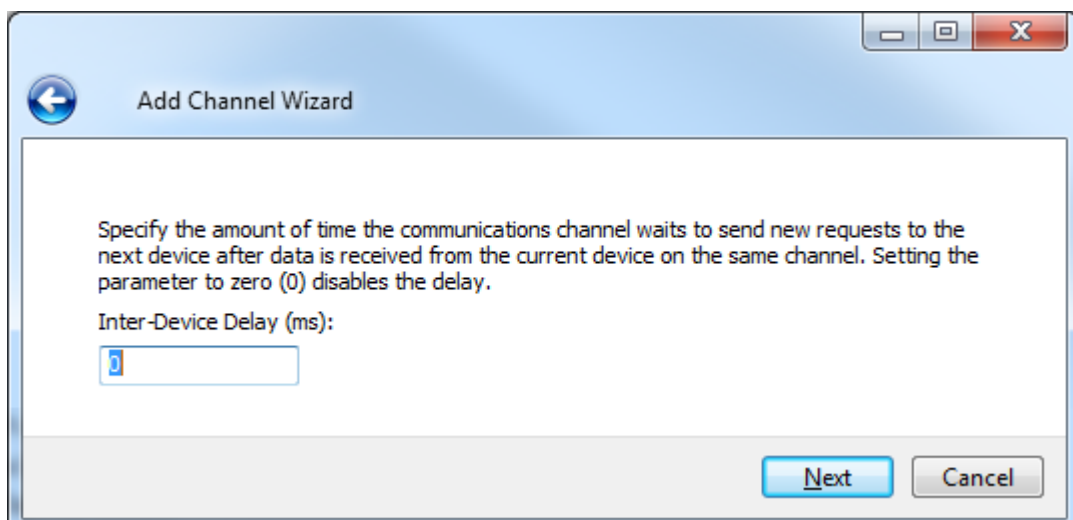 Add Channel Wizard
Specify the amount of time the communications channel waits to send new requests to the
next device after data is received from the current device on the same channel. Setting the
parameter to zero (0) disables the delay.
Inter-Device Delay (ms):
0
Next
Cancel